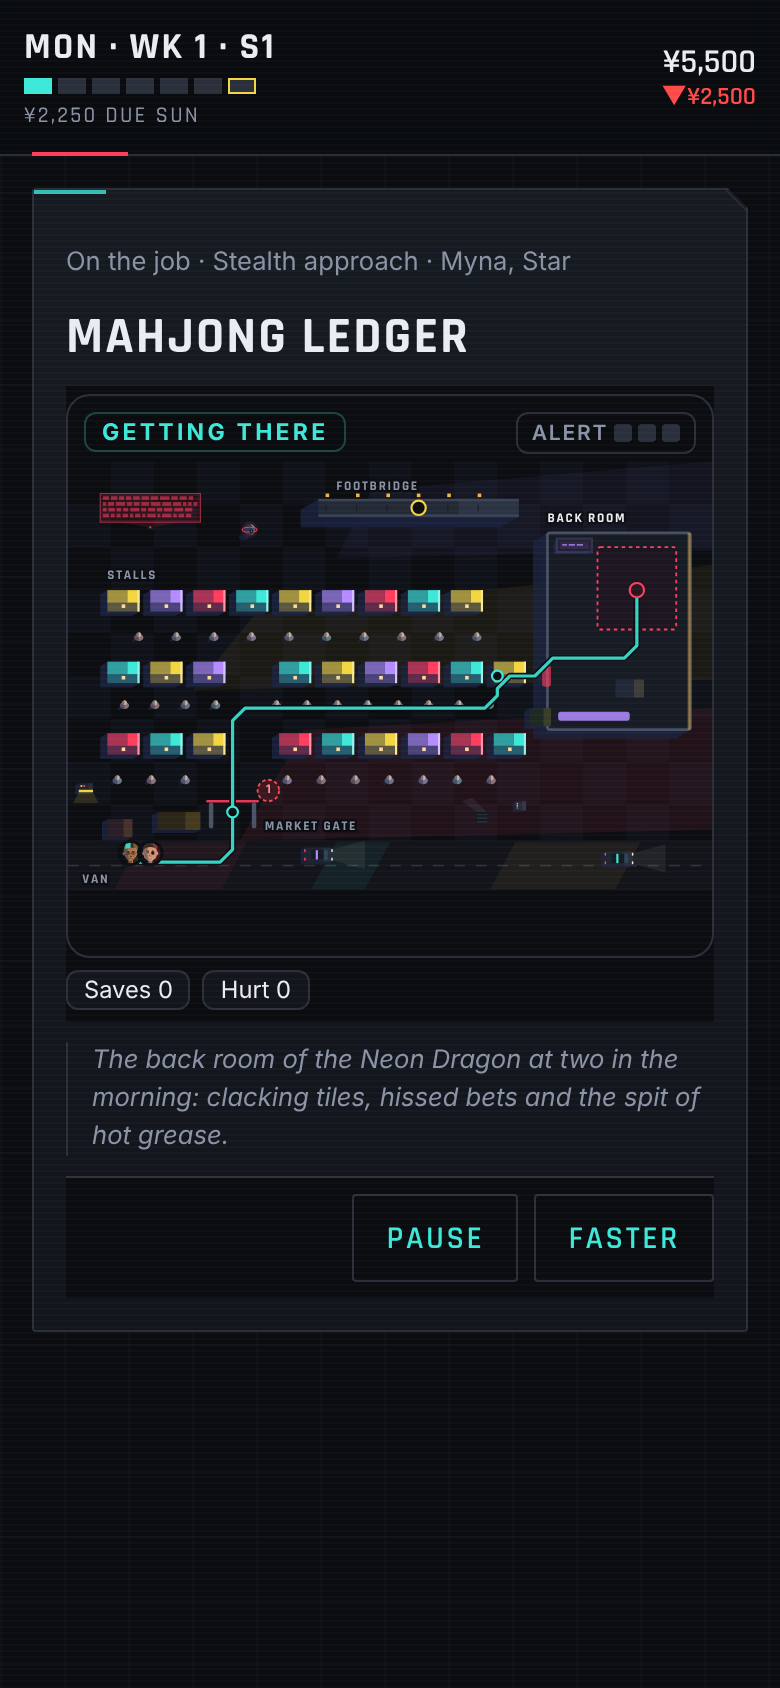 MON · WK 1 · S1
¥2,250 DUE SUN
¥5,500
▼¥2,500
On the job · Stealth approach · Myna, Star
MAHJONG LEDGER
GETTING THERE
ALERT
FOOTBRIDGE
BACK ROOM
STALLS
1
MARKET GATE
VAN
Saves 0
Hurt 0
The back room of the Neon Dragon at two in the
morning: clacking tiles, hissed bets and the spit of
hot grease.
PAUSE
FASTER